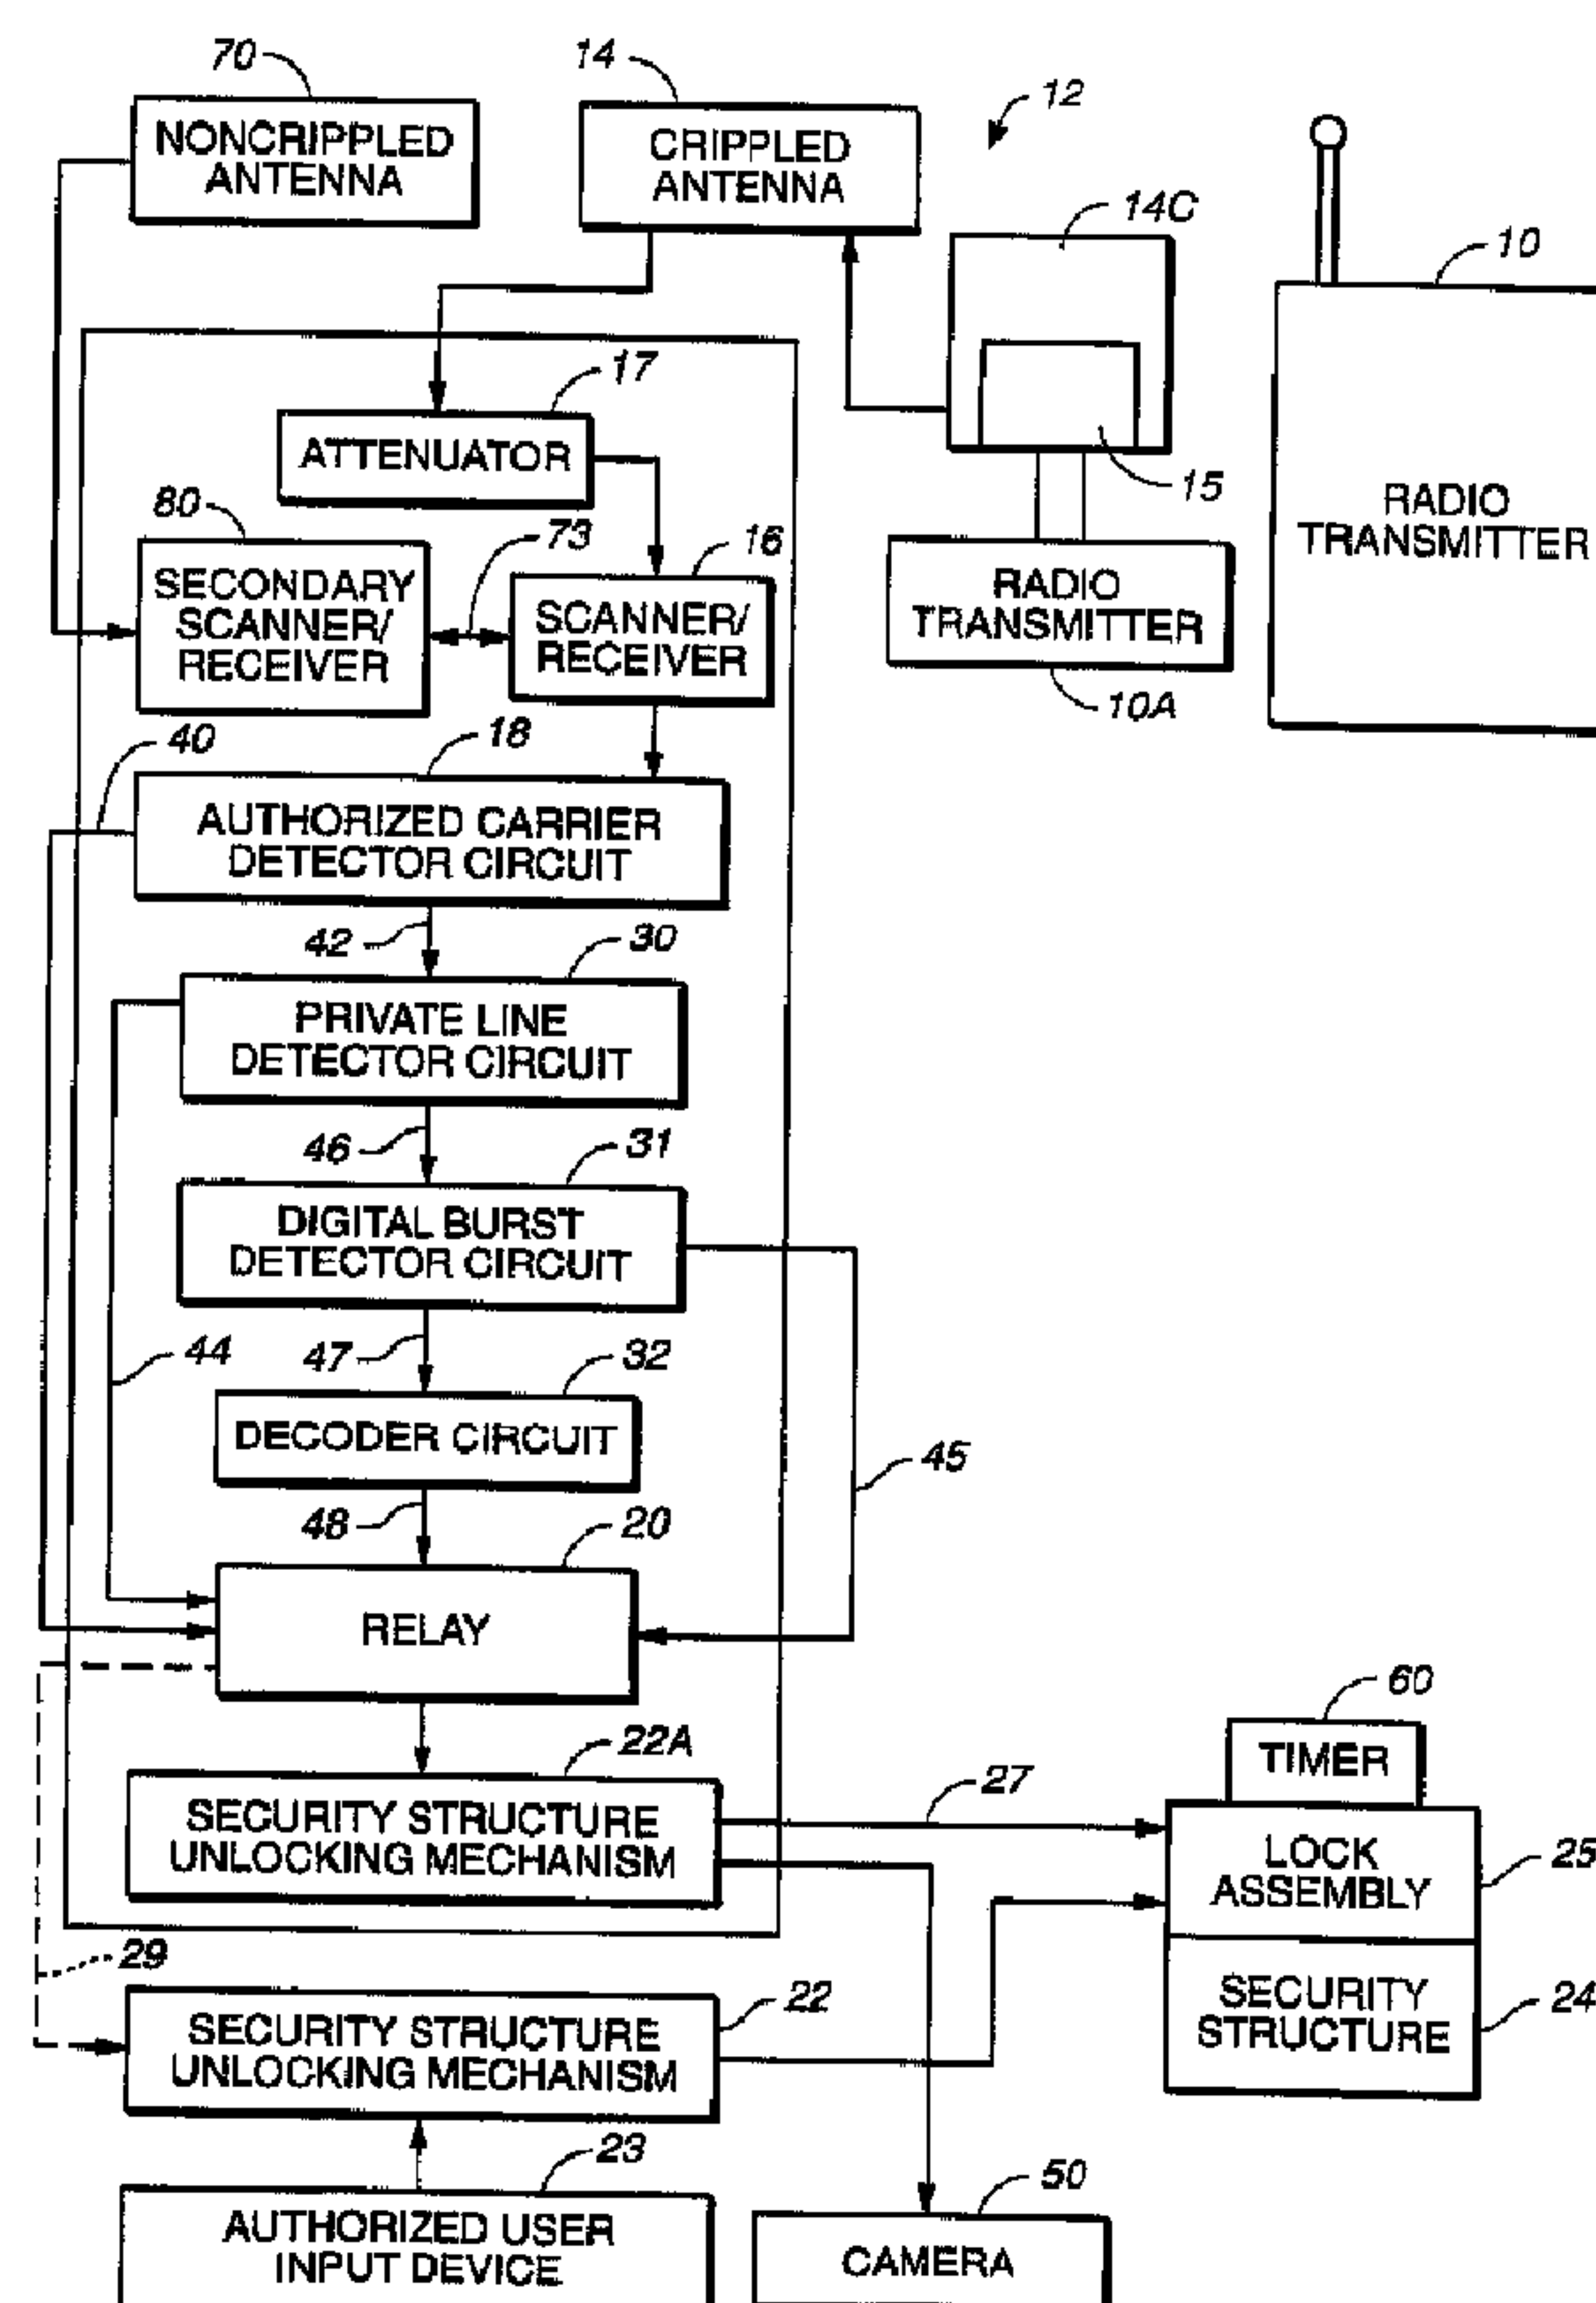 70
14
12
NONCRIPPLED
ANTENNA
CRIPPLED
ANTENNA
14C
10
17
ATTENUATOR
15
RADIO
TRANSMITTER
80
73
16
SECONDARY
SCANNER/
RECEIVER
SCANNER/
RECEIVER
RADIO
TRANSMITTER
10A
40
18
AUTHORIZED CARRIER
DETECTOR CIRCUIT
42
30
PRIVATE LINE
DETECTOR CIRCUIT
46
31
DIGITAL BURST
DETECTOR CIRCUIT
44
47
32
DECODER CIRCUIT
45
48
20
RELAY
60
TIMER
22A
27
SECURITY STRUCTURE
UNLOCKING MECHANISM
LOCK
ASSEMBLY
25
29
22
SECURITY STRUCTURE
UNLOCKING MECHANISM
SECURITY
STRUCTURE
24
23
50
AUTHORIZED USER
INPUT DEVICE
CAMERA